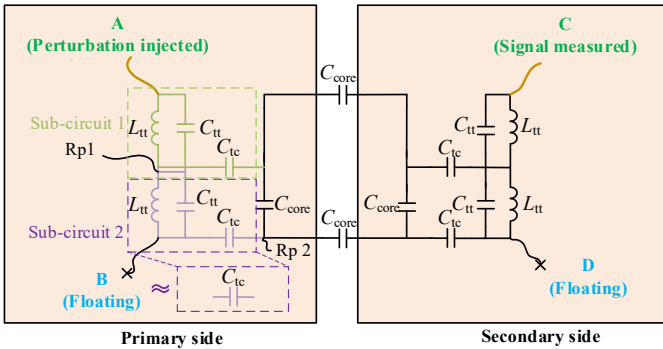 A
(Perturbation injected)
C
(Signal measured)
C_core
Sub-circuit 1
L_tt
C_tt
C_tc
C_tt
L_tt
C_tc
Rp1
L_tt
C_tt
C_tc
C_core
C_core
C_core
C_tt
C_tc
L_tt
Sub-circuit 2
Rp 2
B
(Floating)
≈
C_tc
D
(Floating)
Primary side
Secondary side